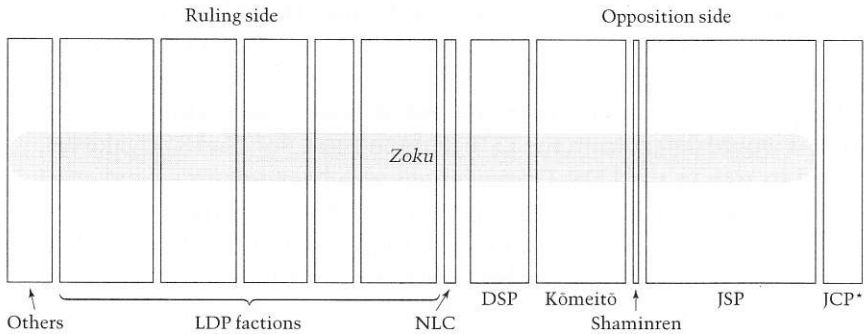 Ruling side
Opposition side
Zoku
DSP
Kōmeitō
JSP
JCP*
Others
LDP factions
NLC
Shaminren